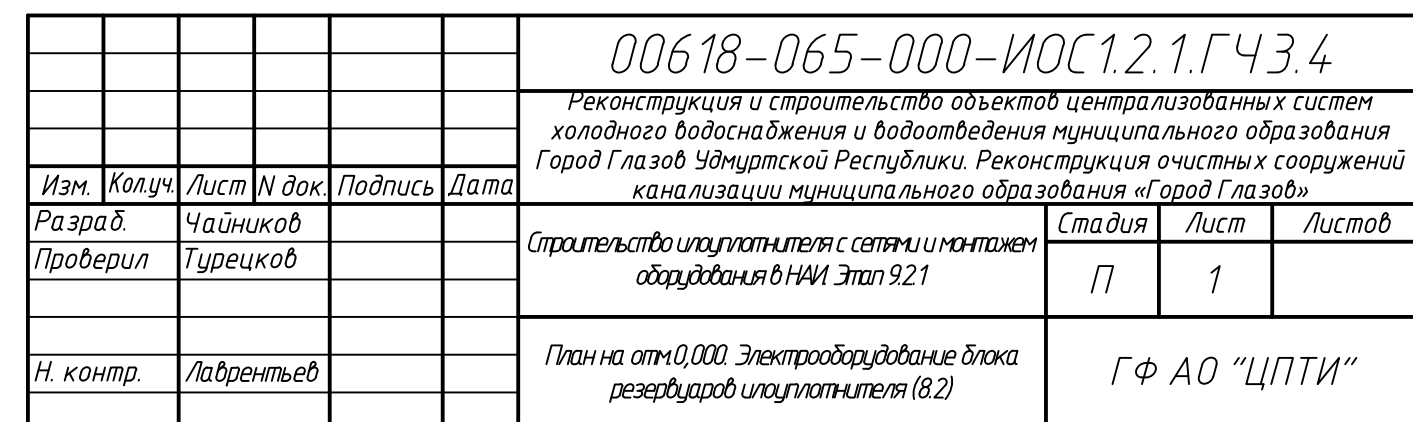 00618-065-000-ИОС1.2.1.ГЧ3.4
Реконструкция и строительство объектов централизованных систем
холодного водоснабжения и водоотведения муниципального образования
Город Глазов Удмуртской Республики. Реконструкция очистных сооружений
канализации муниципального образования «Город Глазов»
Изм. Кол.уч. Лист N док. Подпись Дата
Разраб. Чайников
Проверил Турецков
Н. контр. Лаврентьев
Строительство илоуплотнителя с сетями и монтажем
оборудования в НАИ. Этап 9.2.1
Стадия Лист Листов
П 1
План на отм.0,000. Электрооборудование блока
резервуаров илоуплотнителя (8.2)
ГФ АО "ЦПТИ"